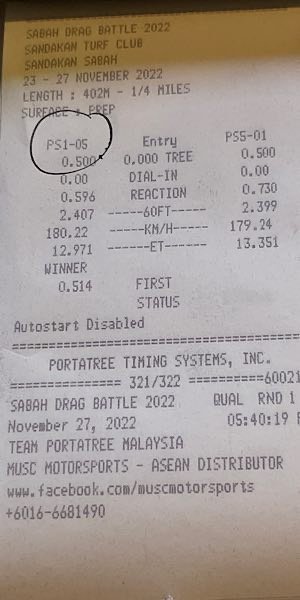 SABAH DRAG BATTLE 2022
SANDAKAN TURF CLUB
SANDAKAN SABAH
23 - 27 NOVEMBER 2022
LENGTH : 402M - 1/4 MILES
SURFACE : PREP
PS1-05 Entry PS5-01
0.500 0.000 TREE 0.500
0.00 DIAL-IN 0.00
0.596 REACTION 0.730
2.407 -----60FT----- 2.399
180.22 -----KM/H----- 179.24
12.971 ------ET------ 13.351
WINNER
0.514 FIRST
STATUS
Autostart Disabled
========================================
PORTATREE TIMING SYSTEMS, INC.
=============== 321/322 ==========60021
SABAH DRAG BATTLE 2022 QUAL RND 1
November 27, 2022 05:40:19
TEAM PORTATREE MALAYSIA
MUSC MOTORSPORTS - ASEAN DISTRIBUTOR
www.facebook.com/muscmotorsports
+6016-6681490